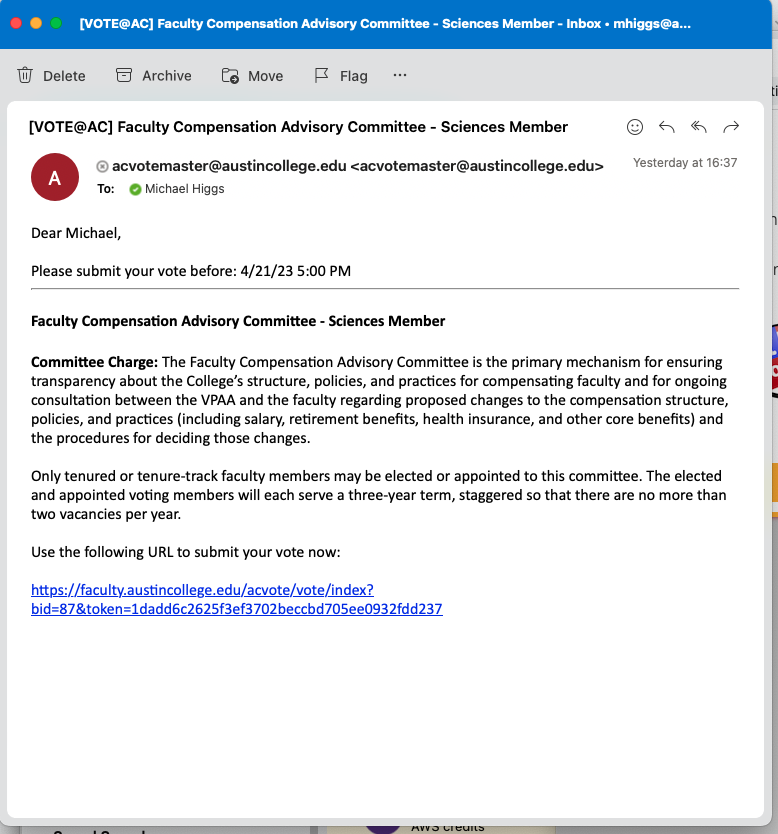 [VOTE@AC] Faculty Compensation Advisory Committee - Sciences Member - Inbox • mhiggs@a...
Delete Archive Move Flag ...
[VOTE@AC] Faculty Compensation Advisory Committee - Sciences Member
A
acvotemaster@austincollege.edu <acvotemaster@austincollege.edu>
Yesterday at 16:37
To: Michael Higgs
Dear Michael,
Please submit your vote before: 4/21/23 5:00 PM
Faculty Compensation Advisory Committee - Sciences Member
Committee Charge: The Faculty Compensation Advisory Committee is the primary mechanism for ensuring
transparency about the College’s structure, policies, and practices for compensating faculty and for ongoing
consultation between the VPAA and the faculty regarding proposed changes to the compensation structure,
policies, and practices (including salary, retirement benefits, health insurance, and other core benefits) and
the procedures for deciding those changes.
Only tenured or tenure-track faculty members may be elected or appointed to this committee. The elected
and appointed voting members will each serve a three-year term, staggered so that there are no more than
two vacancies per year.
Use the following URL to submit your vote now:
https://faculty.austincollege.edu/acvote/vote/index?
bid=87&token=1dadd6c2625f3ef3702beccbd705ee0932fdd237
AWS credits